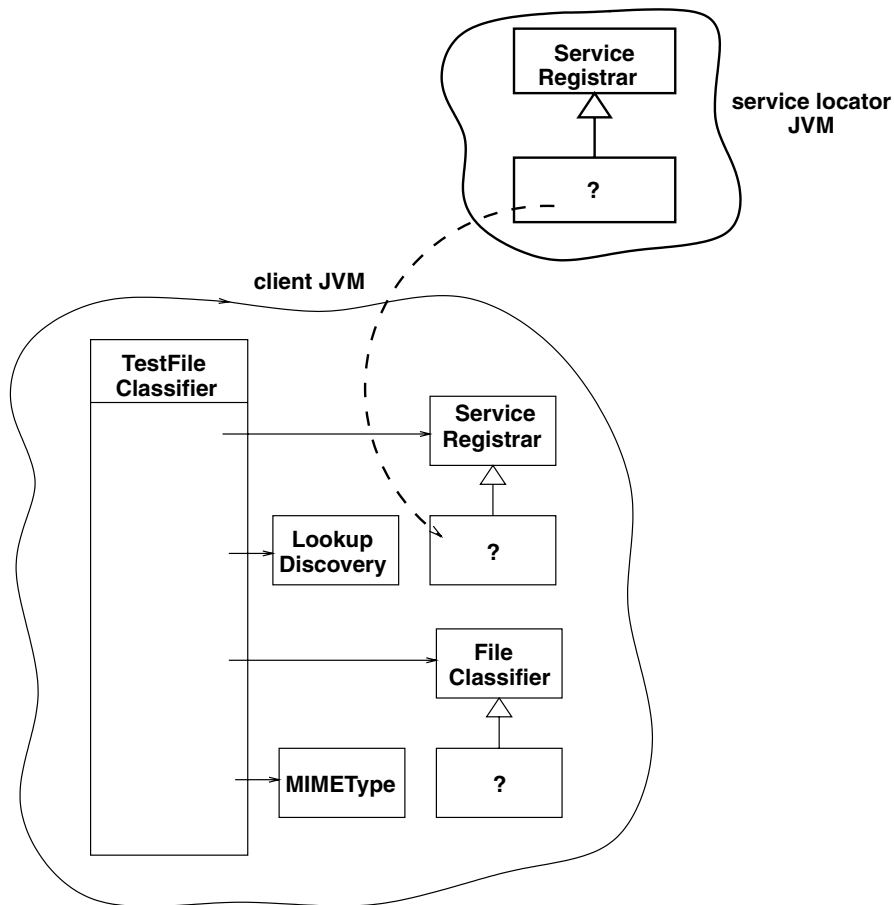 Service
Registrar
service locator
JVM
?
client JVM
TestFile
Classifier
Service
Registrar
Lookup
Discovery
?
File
Classifier
MIMEType
?